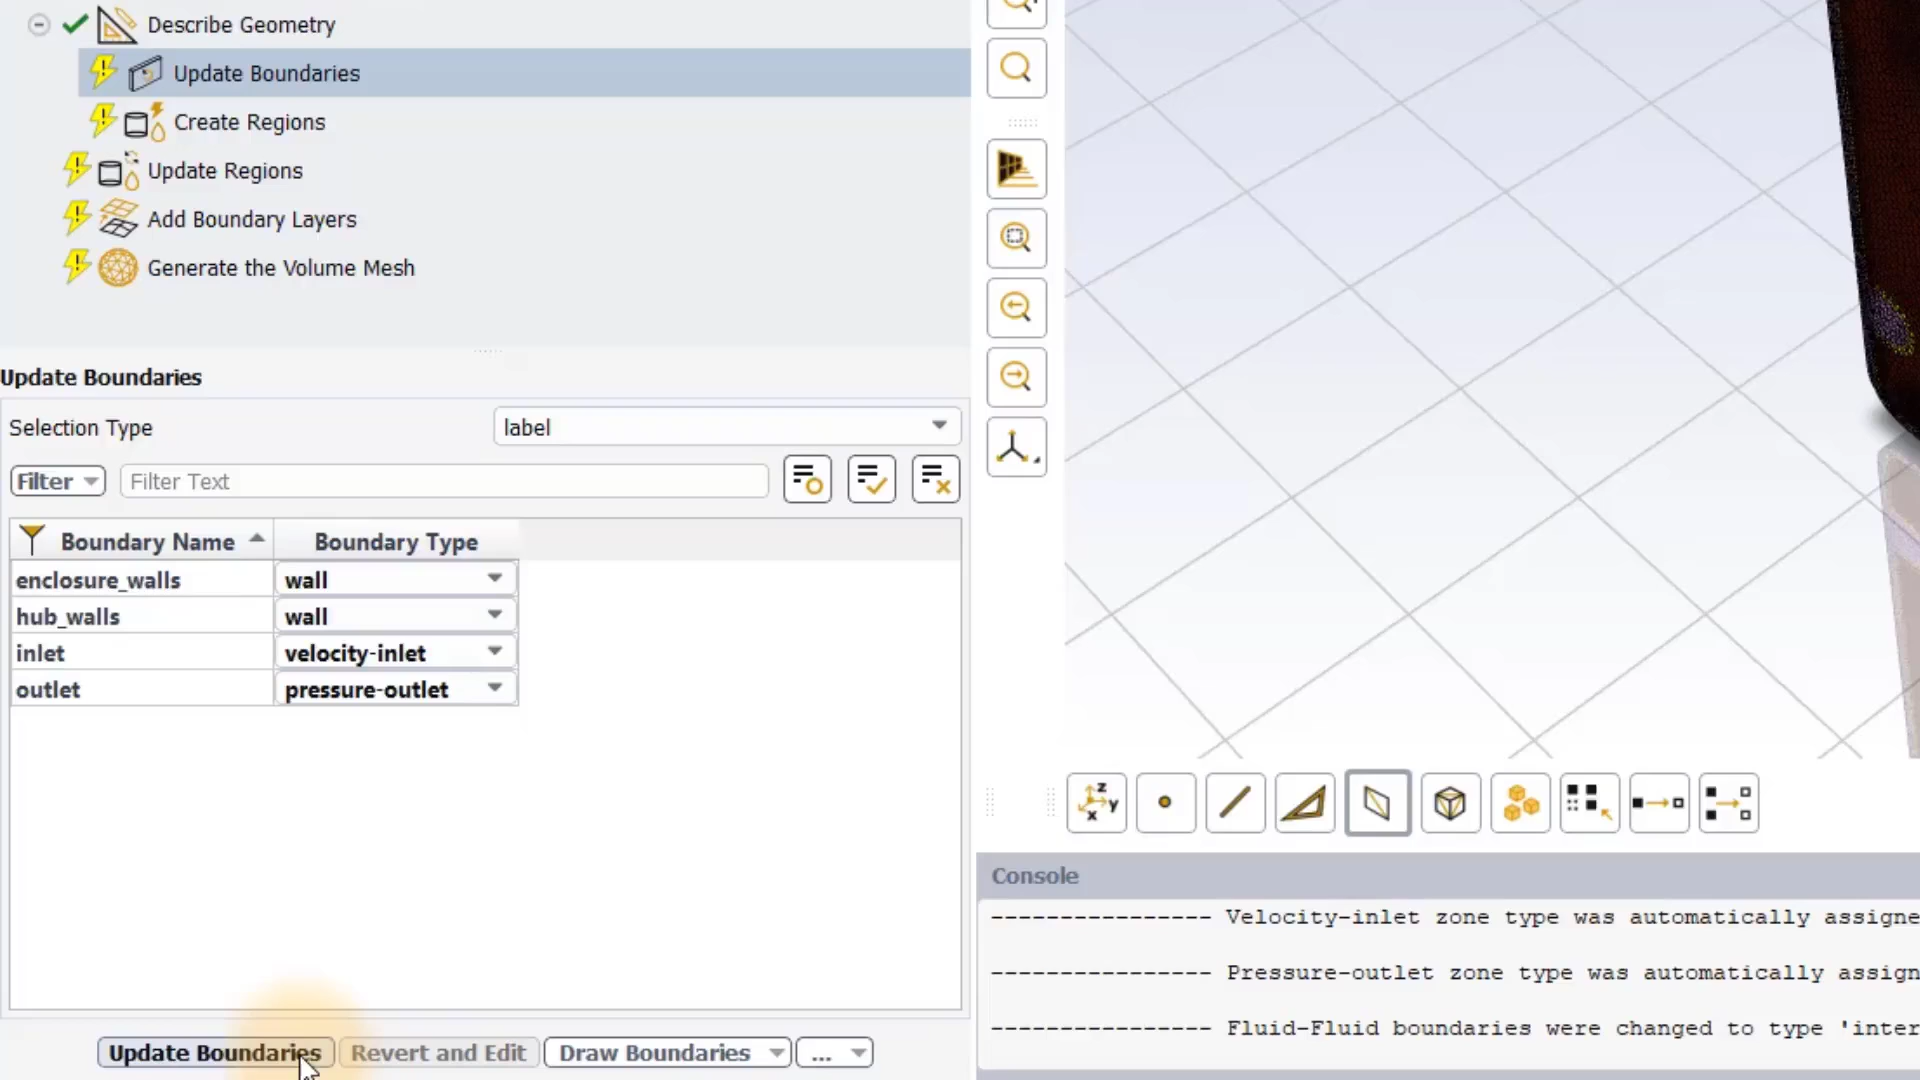 Describe Geometry
Update Boundaries
Create Regions
Update Regions
Add Boundary Layers
Generate the Volume Mesh
Update Boundaries
Selection Type
label
Filter
Filter Text
Boundary Name
Boundary Type
enclosure_walls
wall
hub_walls
wall
inlet
velocity-inlet
outlet
pressure-outlet
Update Boundaries
Revert and Edit
Draw Boundaries
...
z
y
x
Console
---------------- Velocity-inlet zone type was automatically assigne
---------------- Pressure-outlet zone type was automatically assign
---------------- Fluid-Fluid boundaries were changed to type 'inter